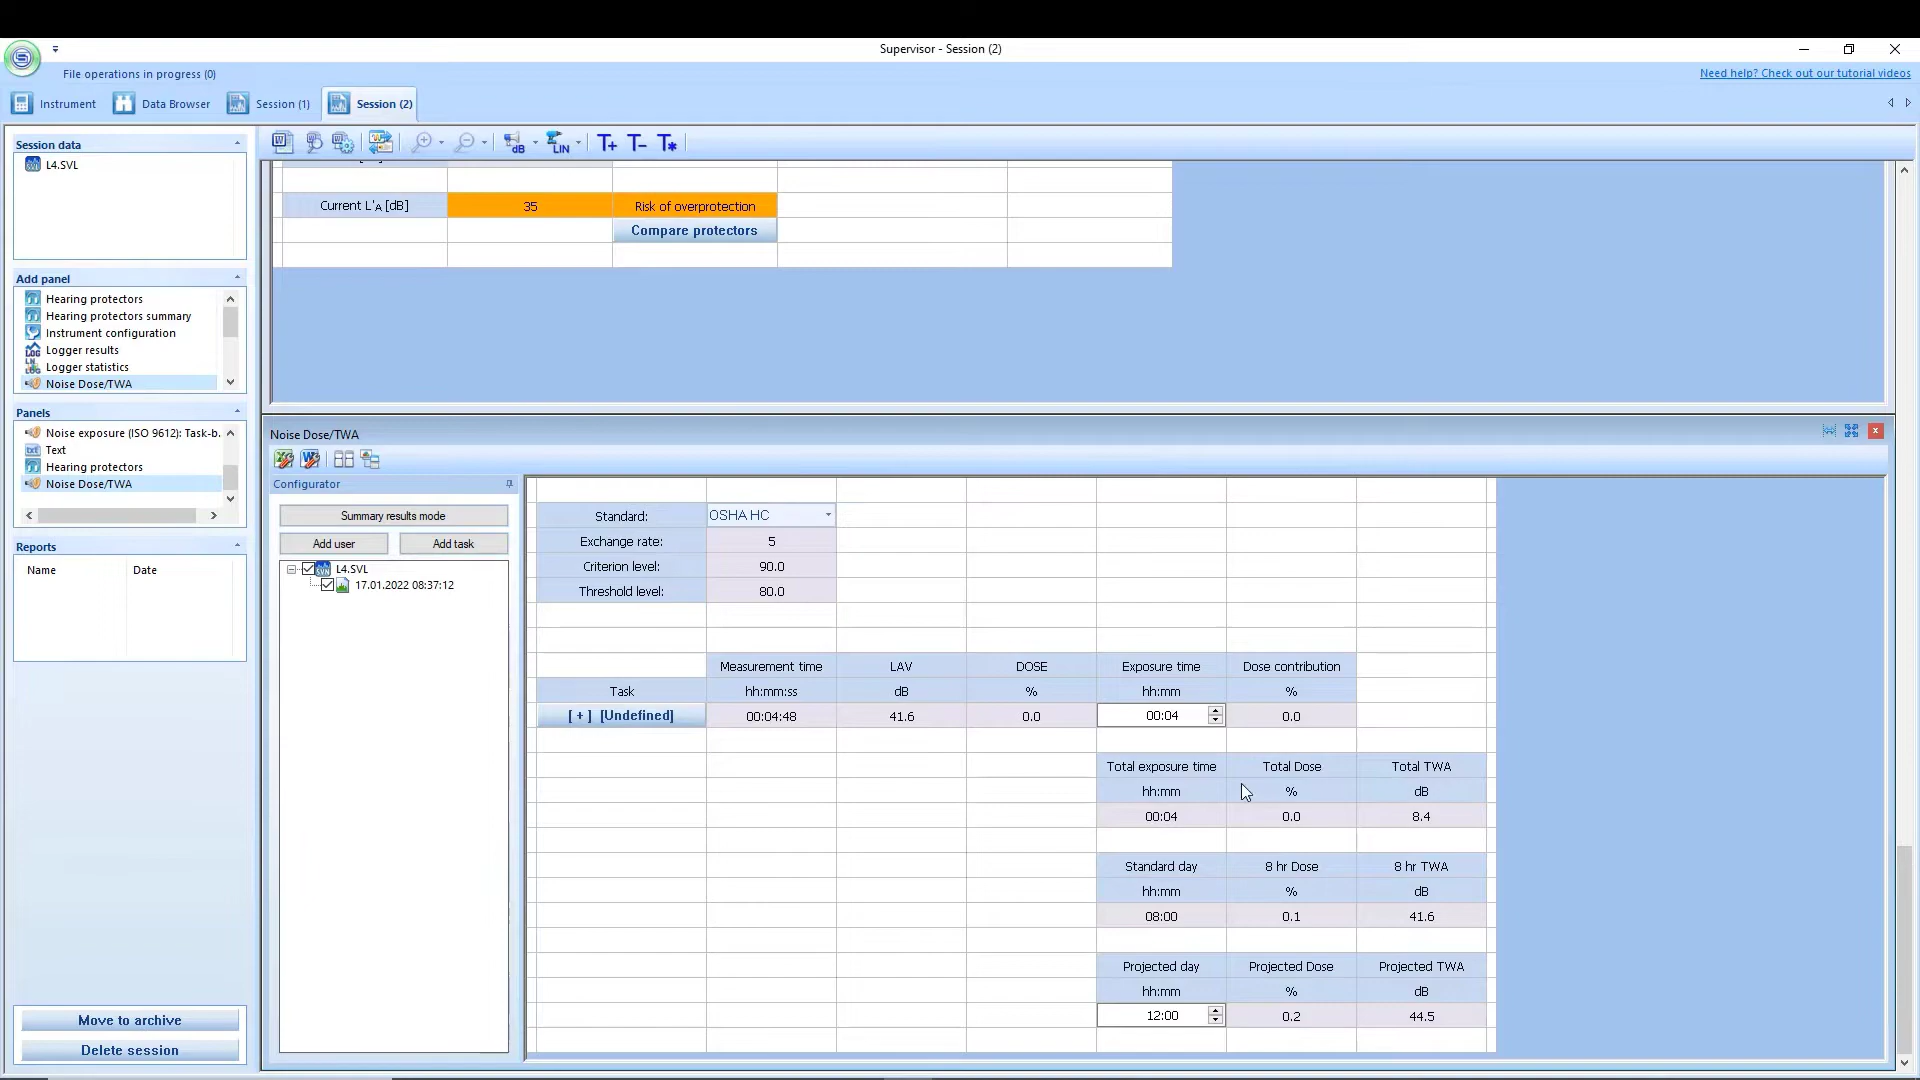 Supervisor - Session (2)
File operations in progress (0)
Need help? Check out our tutorial videos
Instrument
Data Browser
Session (1)
Session (2)
Session data
L4.SVL
Add panel
Hearing protectors
Hearing protectors summary
Instrument configuration
Logger results
Logger statistics
Noise Dose/TWA
Panels
Noise exposure (ISO 9612): Task-b.
Text
Hearing protectors
Noise Dose/TWA
Reports
Name Date
Move to archive
Delete session
dB LIN T+ T- T*
Current L'A [dB] 35 Risk of overprotection
Compare protectors
Noise Dose/TWA
Configurator
Summary results mode
Add user Add task
L4.SVL
17.01.2022 08:37:12
Standard: OSHA HC
Exchange rate: 5
Criterion level: 90.0
Threshold level: 80.0
Measurement time LAV DOSE Exposure time Dose contribution
Task hh:mm:ss dB % hh:mm %
[ + ] [Undefined] 00:04:48 41.6 0.0 00:04 0.0
Total exposure time Total Dose Total TWA
hh:mm % dB
00:04 0.0 8.4
Standard day 8 hr Dose 8 hr TWA
hh:mm % dB
08:00 0.1 41.6
Projected day Projected Dose Projected TWA
hh:mm % dB
12:00 0.2 44.5